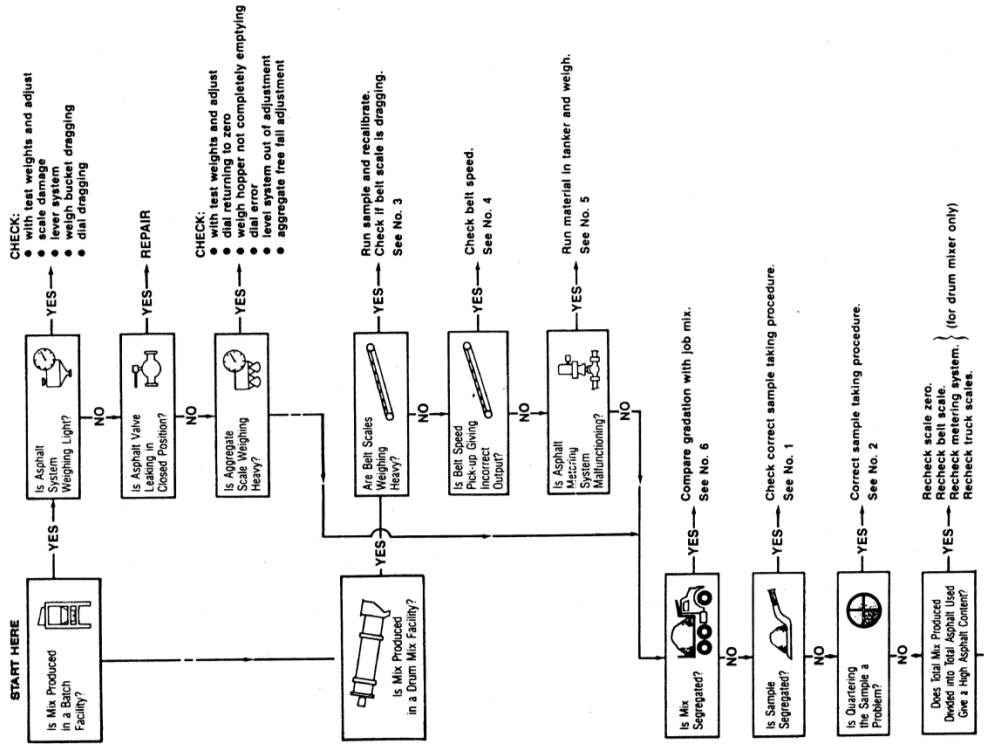 START HERE
Is Mix Produced
in a Batch
Facility?
YES
Is Asphalt
System
Weighing Light?
YES
CHECK:
● with test weights and adjust
● scale damage
● lever system
● weigh bucket dragging
● dial dragging
NO
Is Asphalt Valve
Leaking in
Closed Position?
YES
REPAIR
NO
Is Aggregate
Scale Weighing
Heavy?
YES
CHECK:
● with test weights and adjust
● dial returning to zero
● weigh hopper not completely emptying
● dial error
● level system out of adjustment
● aggregate free fall adjustment
Is Mix Produced
in a Drum Mix Facility?
YES
Are Belt Scales
Weighing
Heavy?
YES
Run sample and recalibrate.
Check if belt scale is dragging.
See No. 3
NO
Is Belt Speed
Pick-up Giving
Incorrect
Output?
YES
Check belt speed.
See No. 4
NO
Is Asphalt
Metering
System
Malfunctioning?
YES
Run material in tanker and weigh.
See No. 5
NO
Is Mix
Segregated?
YES
Compare gradation with job mix.
See No. 6
NO
Is Sample
Segregated?
YES
Check correct sample taking procedure.
See No. 1
NO
Is Quartering
the Sample a
Problem?
YES
Correct sample taking procedure.
See No. 2
NO
Does Total Mix Produced
Divided into Total Asphalt Used
Give a High Asphalt Content?
YES
Recheck scale zero.
Recheck belt scale.
Recheck metering system. } (for drum mixer only)
Recheck truck scales.